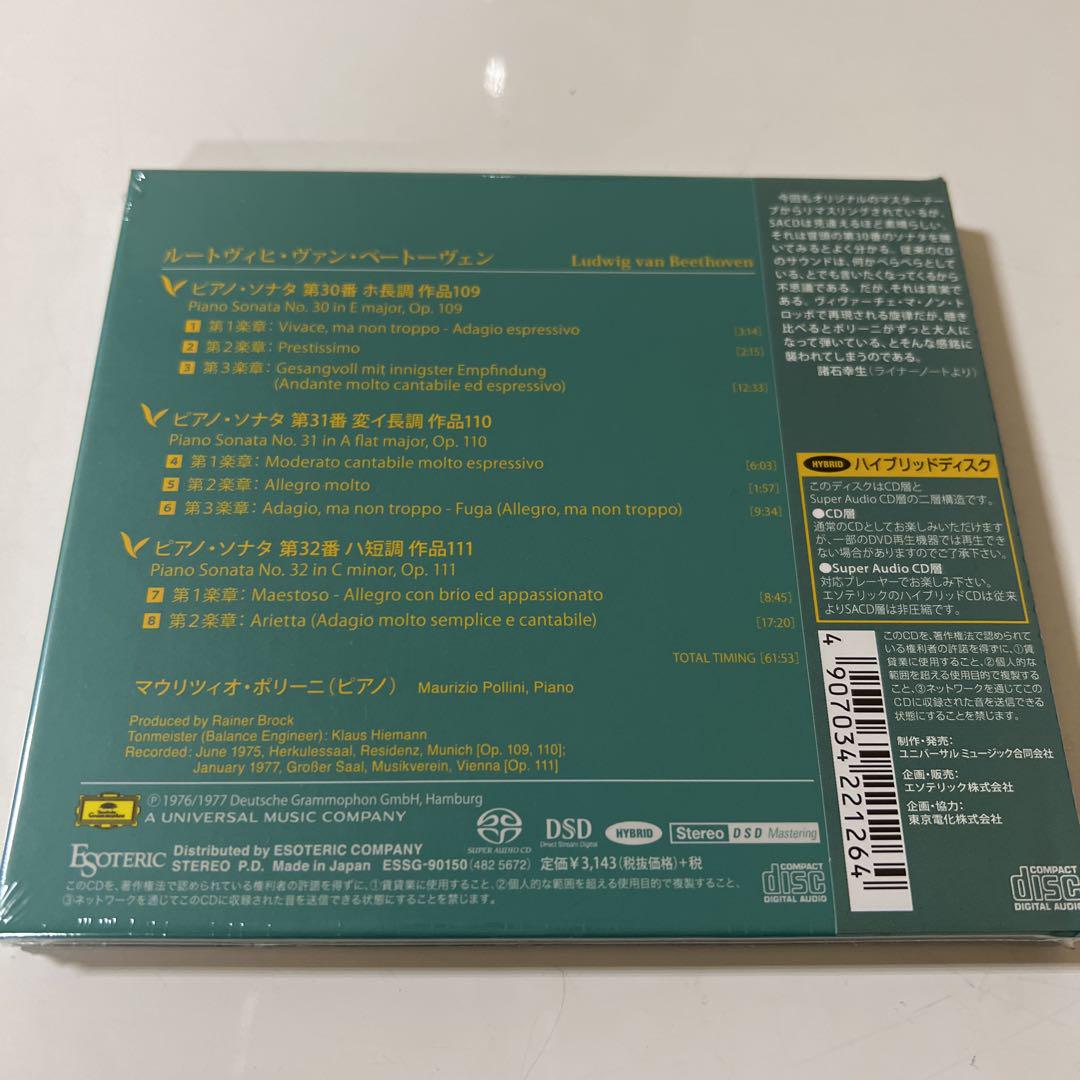 ルートヴィヒ・ヴァン・ベートーヴェン Ludwig van Beethoven
ピアノ・ソナタ 第30番 ホ長調 作品109
Piano Sonata No. 30 in E major, Op. 109
1 第1楽章: Vivace, ma non troppo - Adagio espressivo [3:14]
2 第2楽章: Prestissimo [2:15]
3 第3楽章: Gesangvoll mit innigster Empfindung
(Andante molto cantabile ed espressivo) [12:33]
ピアノ・ソナタ 第31番 変イ長調 作品110
Piano Sonata No. 31 in A flat major, Op. 110
4 第1楽章: Moderato cantabile molto espressivo [6:03]
5 第2楽章: Allegro molto [1:57]
6 第3楽章: Adagio, ma non troppo - Fuga (Allegro, ma non troppo) [9:34]
ピアノ・ソナタ 第32番 ハ短調 作品111
Piano Sonata No. 32 in C minor, Op. 111
7 第1楽章: Maestoso - Allegro con brio ed appassionato [8:45]
8 第2楽章: Arietta (Adagio molto semplice e cantabile) [17:20]
TOTAL TIMING [61:53]
マウリツィオ・ポリーニ(ピアノ) Maurizio Pollini, Piano
Produced by Rainer Brock
Tonmeister (Balance Engineer): Klaus Hiemann
Recorded: June 1975, Herkulessaal, Residenz, Munich [Op. 109, 110];
January 1977, Großer Saal, Musikverein, Vienna [Op. 111]
Deutsche Grammophon
℗ 1976/1977 Deutsche Grammophon GmbH, Hamburg
A UNIVERSAL MUSIC COMPANY
SUPER AUDIO CD
DSD
Direct Stream Digital
HYBRID
Stereo DSD Mastering
ESOTERIC
Distributed by ESOTERIC COMPANY
STEREO P.D. Made in Japan ESSG-90150 (482 5672) 定価¥3,143(税抜価格)+税
このCDを、著作権法で認められている権利者の許諾を得ずに、①賃貸業に使用すること、②個人的な範囲を超える使用目的で複製すること、
③ネットワークを通じてこのCDに収録された音を送信できる状態にすることを禁じます。
COMPACT
disc
DIGITAL AUDIO
今回もオリジナルのマスターテー
プからリマスリングされているが、
SACDは見違えるほど素晴らしい。
それは冒頭の第30番のソナタを聴
いてみるとよく分かる。従来のCD
のサウンドは、何かぺらぺらとして
いる、とでも言いたくなってくるから
不思議である。だが、それは真実で
ある。ヴィヴァーチェ・マ・ノン・ト
ロッポで再現される旋律だが、聴き
比べるとポリーニがずっと大人に
なって弾いている、とそんな感銘に
襲われてしまうのである。
諸石幸生(ライナーノートより)
HYBRID ハイブリッドディスク
このディスクはCD層と
Super Audio CD層の二層構造です。
●CD層
通常のCDとしてお楽しみいただけます
が、一部のDVD再生機器では再生でき
ない場合がありますのでご了承下さい。
●Super Audio CD層
対応プレーヤーでお楽しみ下さい。
エソテリックのハイブリッドCDは従来
よりSACD層は非圧縮です。
4 907034 221264
このCDを、著作権法で認められて
いる権利者の許諾を得ずに、①賃
貸業に使用すること、②個人的な
範囲を超える使用目的で複製するこ
と、③ネットワークを通じてこの
CDに収録された音を送信できる
状態にすることを禁じます。
制作・発売:
ユニバーサル ミュージック合同会社
企画・販売:
エソテリック株式会社
企画・協力:
東京電化株式会社
COMPACT
disc
DIGITAL AUDIO